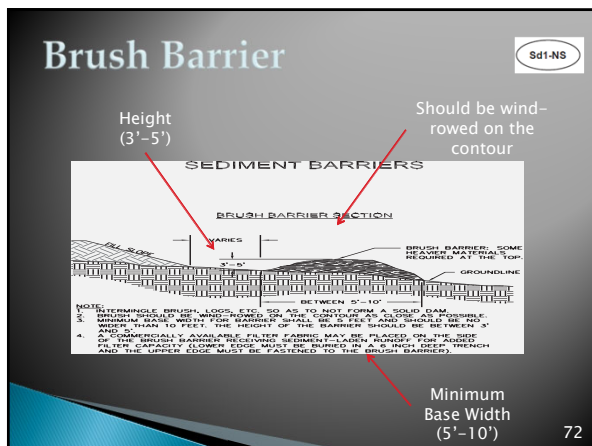 Brush Barrier
Sd1-NS
Height
(3'-5')
Should be wind-
rowed on the
contour
SEDIMENT BARRIERS
BRUSH BARRIER SECTION
VARIES
FILL SLOPE
3'-5'
BRUSH BARRIER: SOME
HEAVIER MATERIALS
REQUIRED AT THE TOP.
GROUNDLINE
BETWEEN 5'-10'
NOTE:
1. INTERMINGLE BRUSH, LOGS, ETC. SO AS TO NOT FORM A SOLID DAM.
2. BRUSH SHOULD BE WIND-ROWED ON THE CONTOUR AS CLOSE AS POSSIBLE.
3. MINIMUM BASE WIDTH FOR BARRIER SHALL BE 5 FEET AND SHOULD BE NO
WIDER THAN 10 FEET. THE HEIGHT OF THE BARRIER SHOULD BE BETWEEN 3'
AND 5'.
4. A COMMERCIALLY AVAILABLE FILTER FABRIC MAY BE PLACED ON THE SIDE
OF THE BRUSH BARRIER RECEIVING SEDIMENT-LADEN RUNOFF FOR ADDED
FILTER CAPACITY (LOWER EDGE MUST BE BURIED IN A 6 INCH DEEP TRENCH
AND THE UPPER EDGE MUST BE FASTENED TO THE BRUSH BARRIER).
Minimum
Base Width
(5'-10')
72